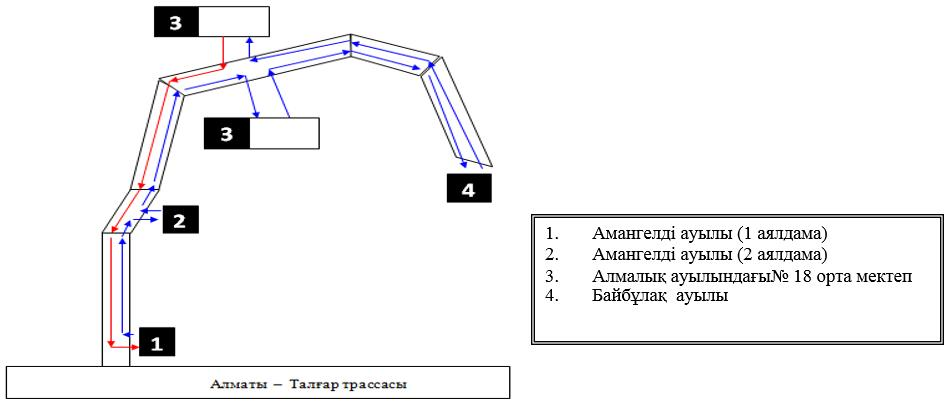 3
3
4
2
1
Алматы – Талғар трассасы
1. Амангелді ауылы (1 аялдама)
2. Амангелді ауылы (2 аялдама)
3. Алмалық ауылындағы№ 18 орта мектеп
4. Байбұлақ ауылы